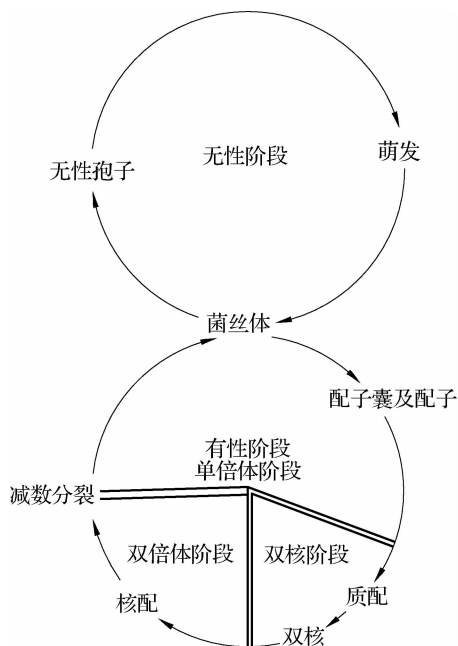 无性阶段
萌发
无性孢子
菌丝体
配子囊及配子
有性阶段
单倍体阶段
减数分裂
双倍体阶段
双核阶段
质配
核配
双核